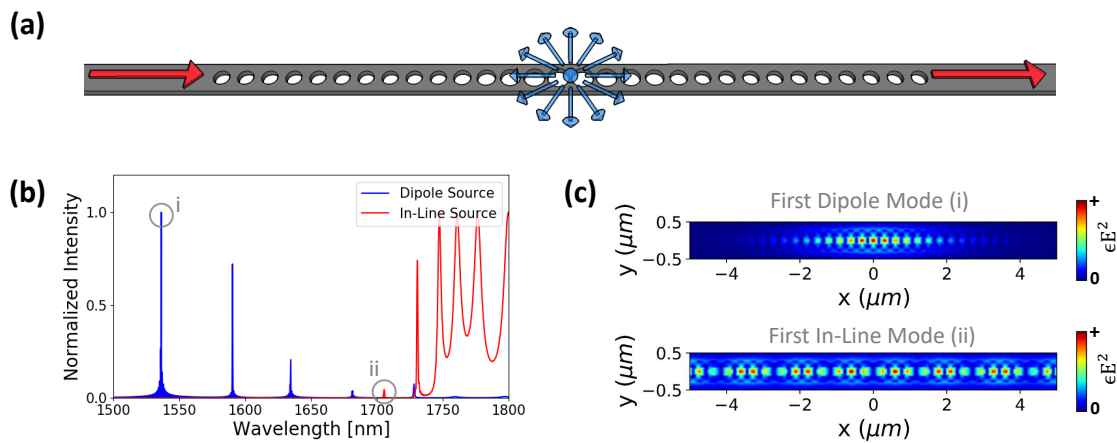 (a)
(b)
Normalized Intensity
1.0
0.5
0.0
i
ii
Dipole Source
In-Line Source
1500 1550 1600 1650 1700 1750 1800
Wavelength [nm]
(c)
First Dipole Mode (i)
y (μm)
0.5
−0.5
−4 −2 0 2 4
x (μm)
+
0
ϵE²
First In-Line Mode (ii)
y (μm)
0.5
−0.5
−4 −2 0 2 4
x (μm)
+
0
ϵE²